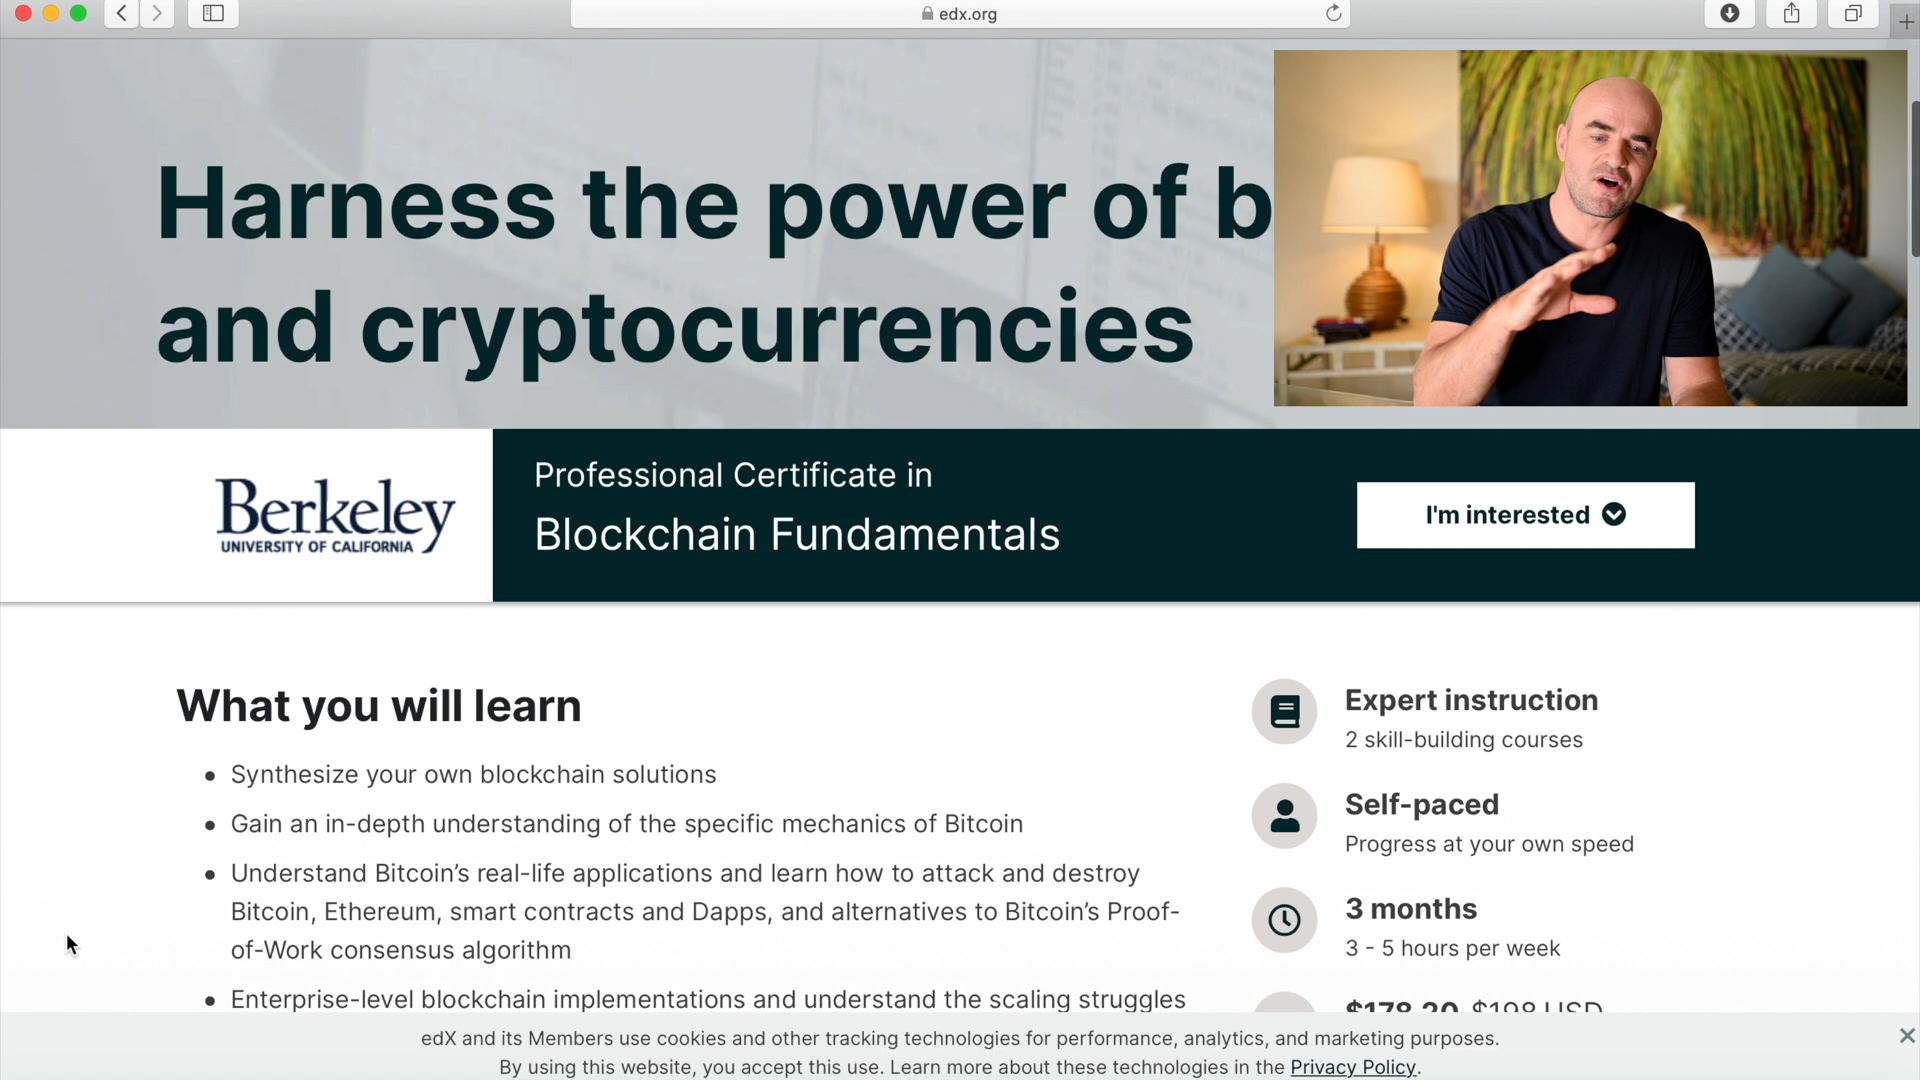 edx.org
Harness the power of b
and cryptocurrencies
Berkeley
UNIVERSITY OF CALIFORNIA
Professional Certificate in
Blockchain Fundamentals
I'm interested
What you will learn
Synthesize your own blockchain solutions
Gain an in-depth understanding of the specific mechanics of Bitcoin
Understand Bitcoin’s real-life applications and learn how to attack and destroy
Bitcoin, Ethereum, smart contracts and Dapps, and alternatives to Bitcoin’s Proof-
of-Work consensus algorithm
Enterprise-level blockchain implementations and understand the scaling struggles
Expert instruction
2 skill-building courses
Self-paced
Progress at your own speed
3 months
3 - 5 hours per week
$178.20 $198 USD
edX and its Members use cookies and other tracking technologies for performance, analytics, and marketing purposes.
By using this website, you accept this use. Learn more about these technologies in the Privacy Policy.